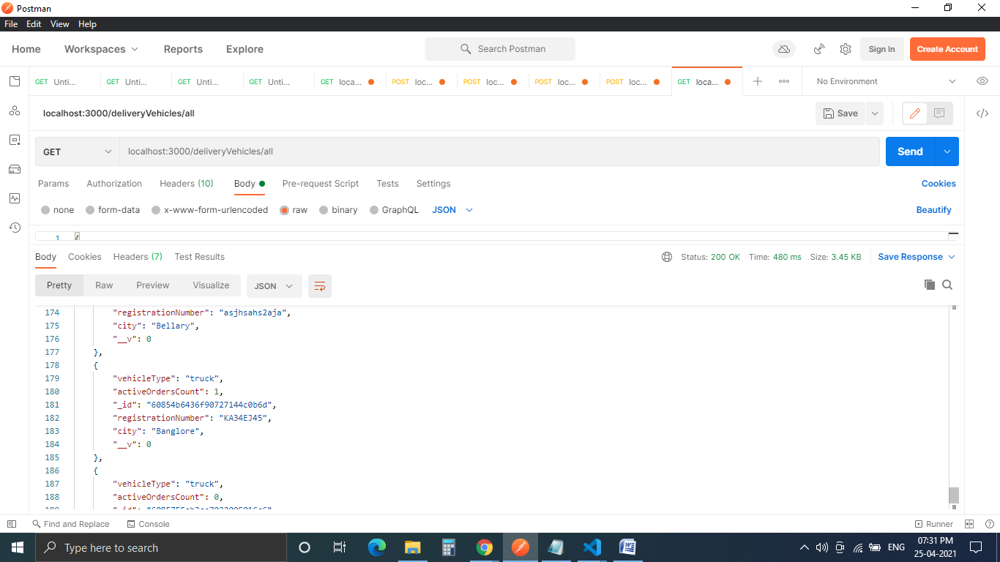 Postman
File Edit View Help
Home Workspaces Reports Explore Search Postman Sign In Create Account
GET Unti... GET Unti... GET Unti... GET Unti... GET loca... POST loc... POST loc... POST loc... POST loc... GET loca... No Environment
localhost:3000/deliveryVehicles/all Save
GET localhost:3000/deliveryVehicles/all Send
Params Authorization Headers (10) Body Pre-request Script Tests Settings Cookies
none form-data x-www-form-urlencoded raw binary GraphQL JSON Beautify
1 {
Body Cookies Headers (7) Test Results Status: 200 OK Time: 480 ms Size: 3.45 KB Save Response
Pretty Raw Preview Visualize JSON
174 "registrationNumber": "asjhsahs2aja",
175 "city": "Bellary",
176 "__v": 0
177 },
178 {
179 "vehicleType": "truck",
180 "activeOrdersCount": 1,
181 "_id": "60854b6436f90727144c0b6d",
182 "registrationNumber": "KA34EJ45",
183 "city": "Banglore",
184 "__v": 0
185 },
186 {
187 "vehicleType": "truck",
188 "activeOrdersCount": 0,
189 "_id":
Find and Replace Console Runner
Type here to search ENG 07:31 PM
25-04-2021